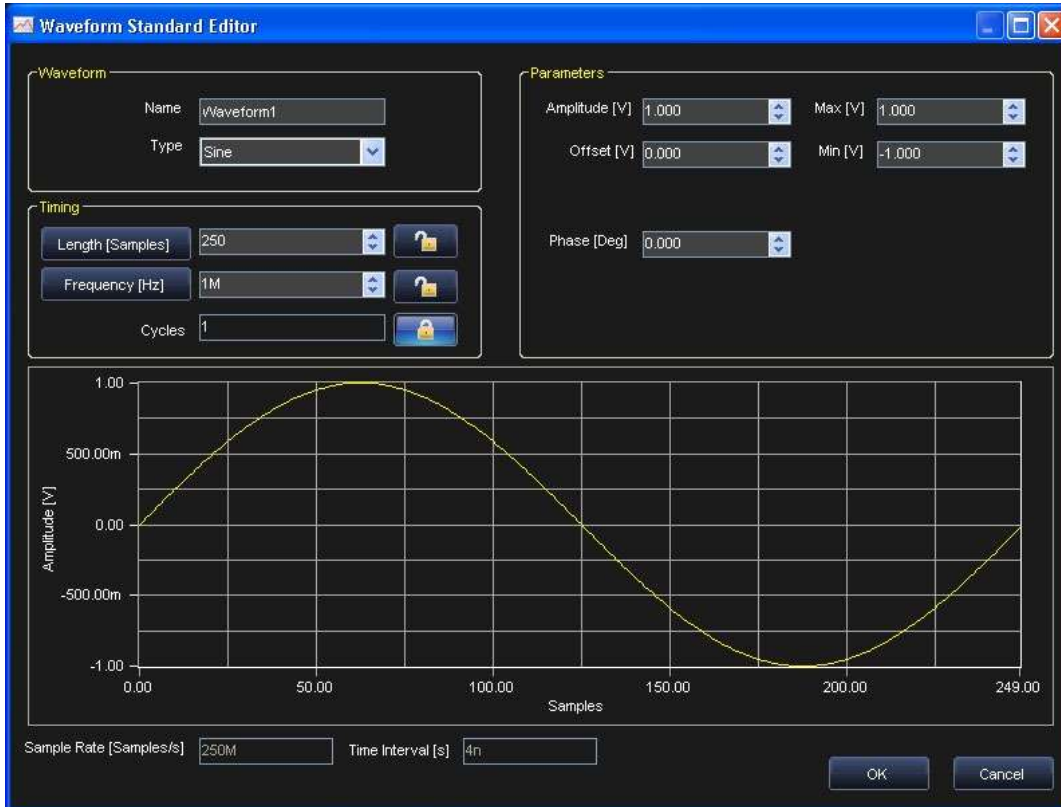 Waveform Standard Editor
Waveform
Name Waveform1
Type Sine
Timing
Length [Samples] 250
Frequency [Hz] 1M
Cycles 1
Parameters
Amplitude [V] 1.000 Max [V] 1.000
Offset [V] 0.000 Min [V] -1.000
Phase [Deg] 0.000
1.00
500.00m
0.00
-500.00m
-1.00
Amplitude [V]
0.00 50.00 100.00 150.00 200.00 249.00
Samples
Sample Rate [Samples/s] 250M Time Interval [s] 4n
OK Cancel